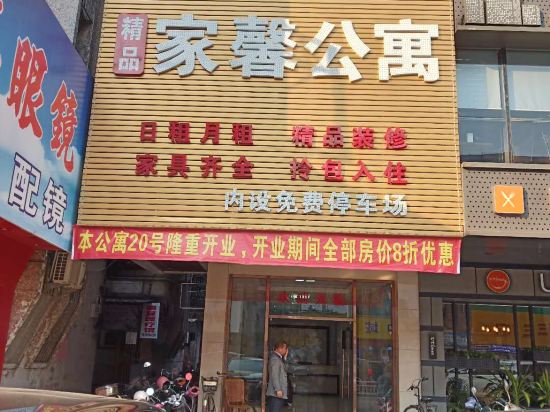 精品
家馨公寓
日租月租 精品装修
家具齐全 拎包入住
内设免费停车场
本公寓20号隆重开业，开业期间全部房价8折优惠
眼镜
配镜
X